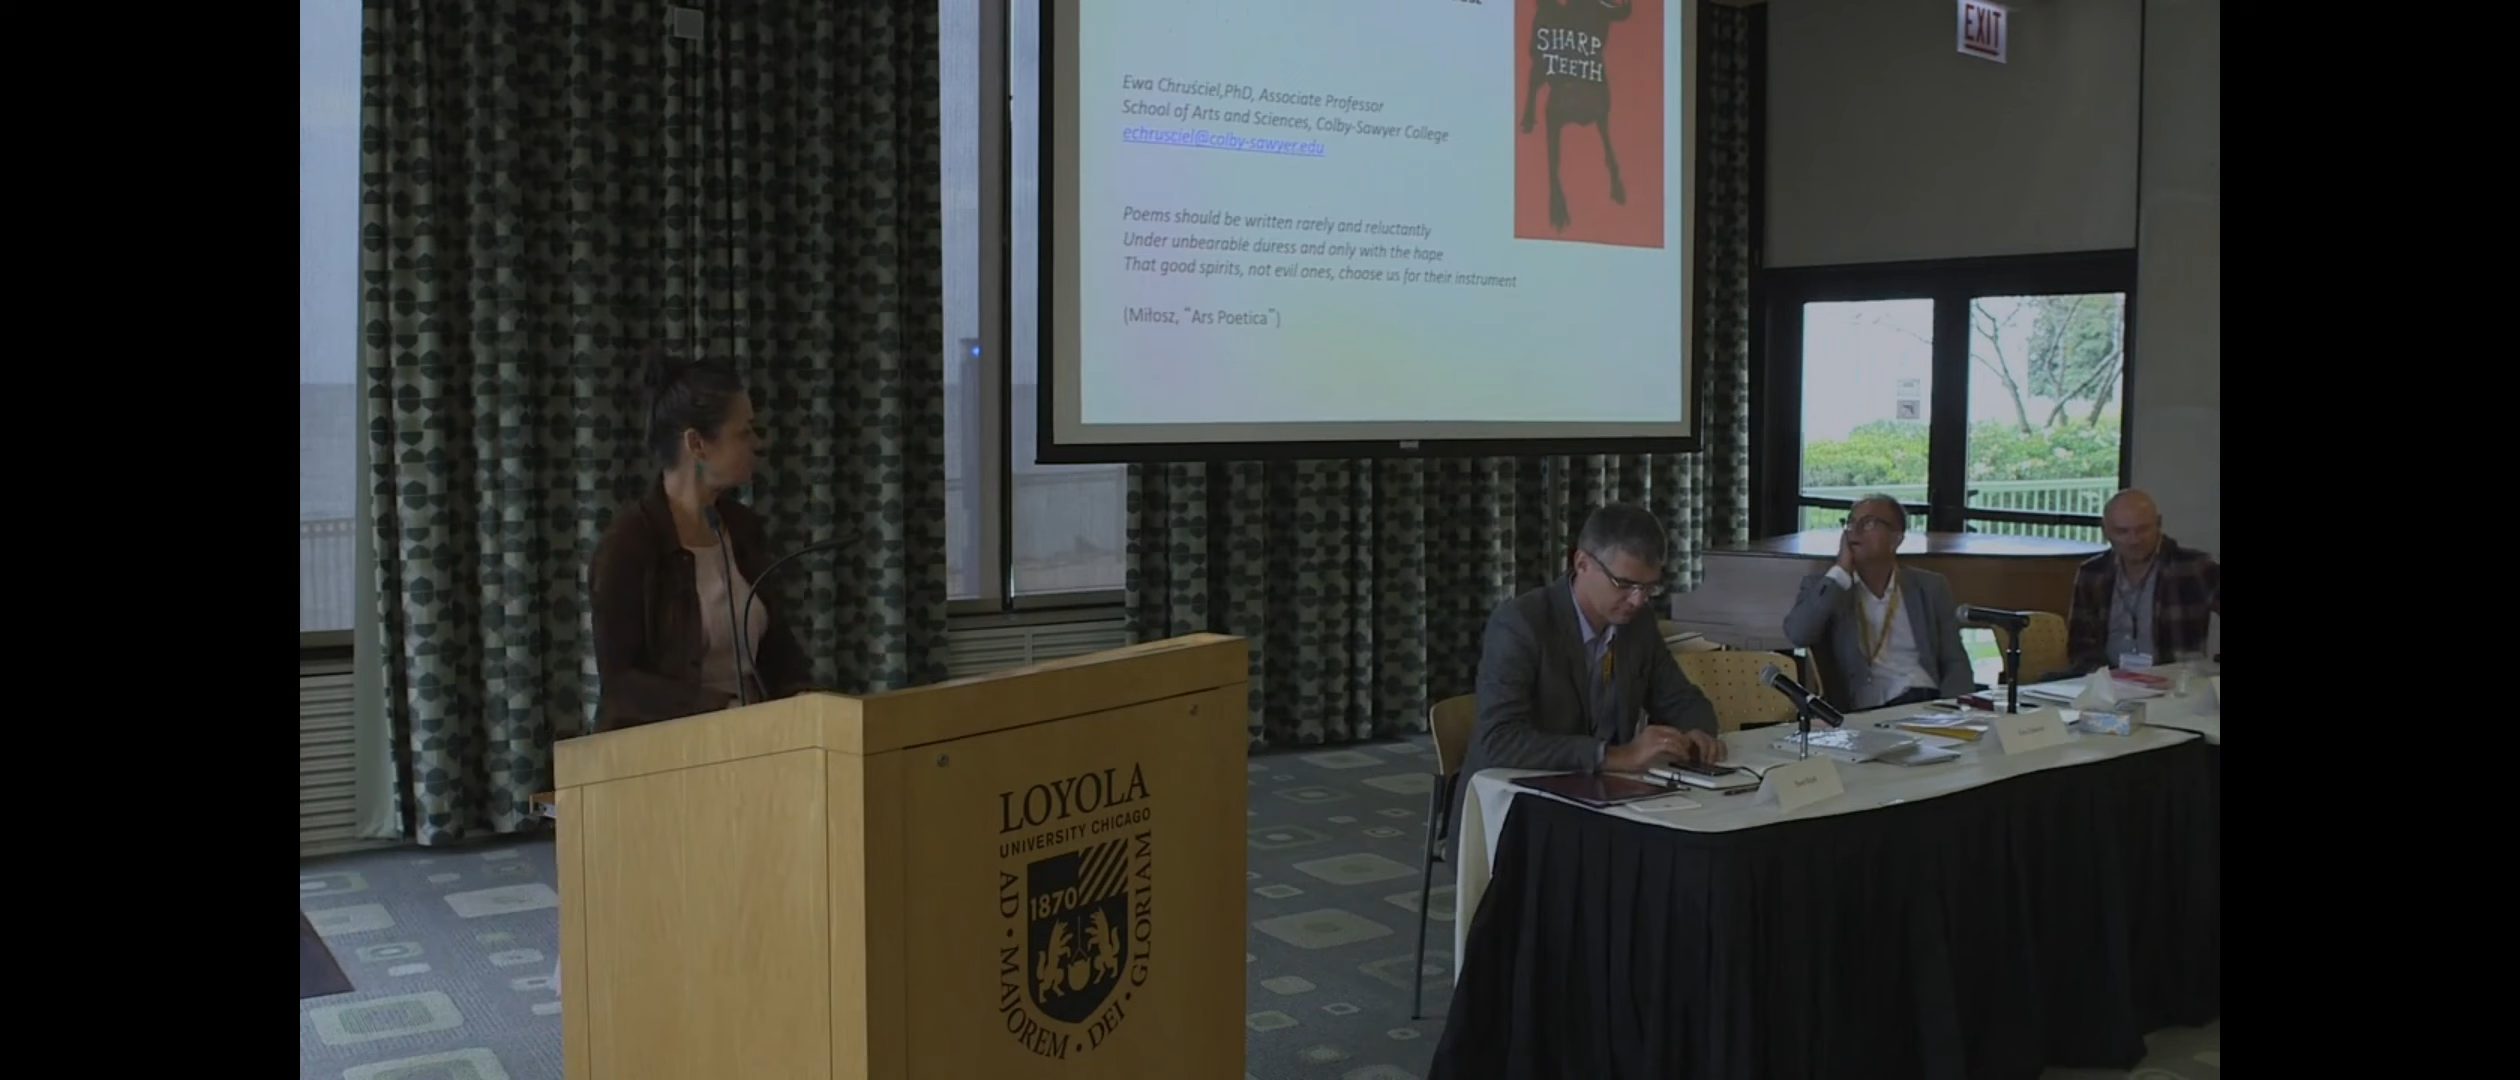 SHARP
TEETH
EXIT
Ewa Chruściel,PhD, Associate Professor
School of Arts and Sciences, Colby-Sawyer College
echrusciel@colby-sawyer.edu
Poems should be written rarely and reluctantly
Under unbearable duress and only with the hope
That good spirits, not evil ones, choose us for their instrument
(Miłosz, "Ars Poetica")
LOYOLA
UNIVERSITY CHICAGO
1870
AD • MAJOREM • DEI • GLORIAM